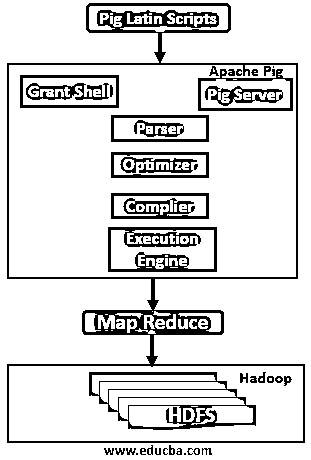 Pig Latin Scripts
Apache Pig
Grant Shell
Pig Server
Parser
Optimizer
Complier
Execution
Engine
Map Reduce
Hadoop
HDFS
www.educba.com